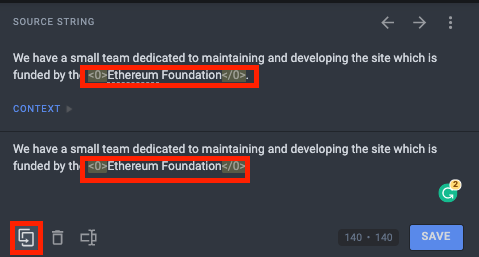 SOURCE STRING
We have a small team dedicated to maintaining and developing the site which is
funded by the <0>Ethereum Foundation</0>.
CONTEXT
We have a small team dedicated to maintaining and developing the site which is
funded by the <0>Ethereum Foundation</0>
2
140 • 140
SAVE